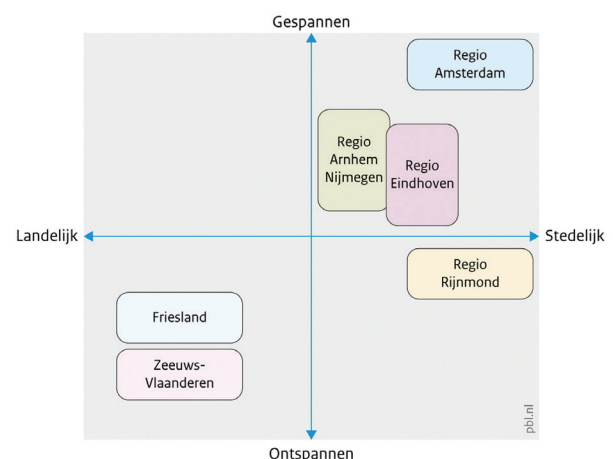 Gespannen
Regio
Amsterdam
Regio
Arnhem
Nijmegen
Regio
Eindhoven
Landelijk
Stedelijk
Regio
Rijnmond
Friesland
Zeeuws-
Vlaanderen
pbl.nl
Ontspannen